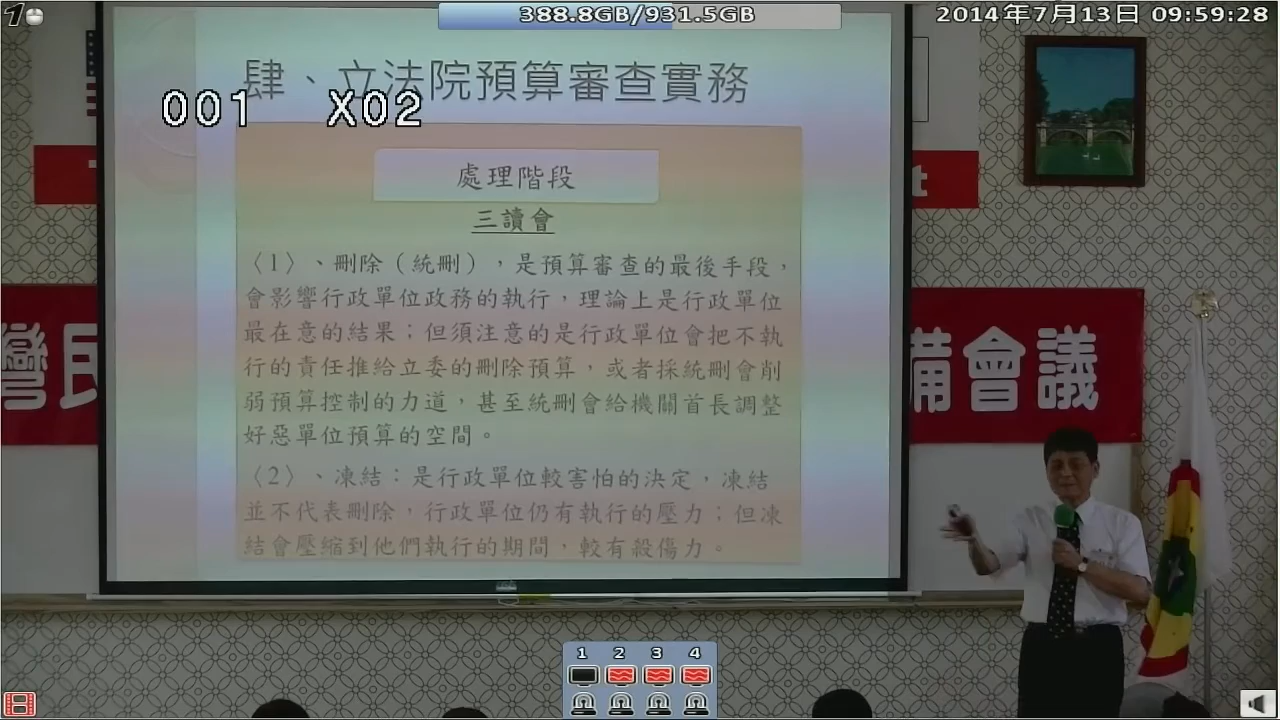 388.8GB/931.5GB
2014年7月13日 09:59:28
肆、立法院預算審查實務
001 X02
處理階段
三讀會
〈1〉、刪除（統刪），是預算審查的最後手段，
會影響行政單位政務的執行，理論上是行政單位
最在意的結果；但須注意的是行政單位會把不執
行的責任推給立委的刪除預算，或者採統刪會削
弱預算控制的力道，甚至統刪會給機關首長調整
好惡單位預算的空間。
〈2〉、凍結：是行政單位較害怕的決定，凍結
並不代表刪除，行政單位仍有執行的壓力；但凍
結會壓縮到他們執行的期間，較有殺傷力。
灣民
備會議
1 2 3 4